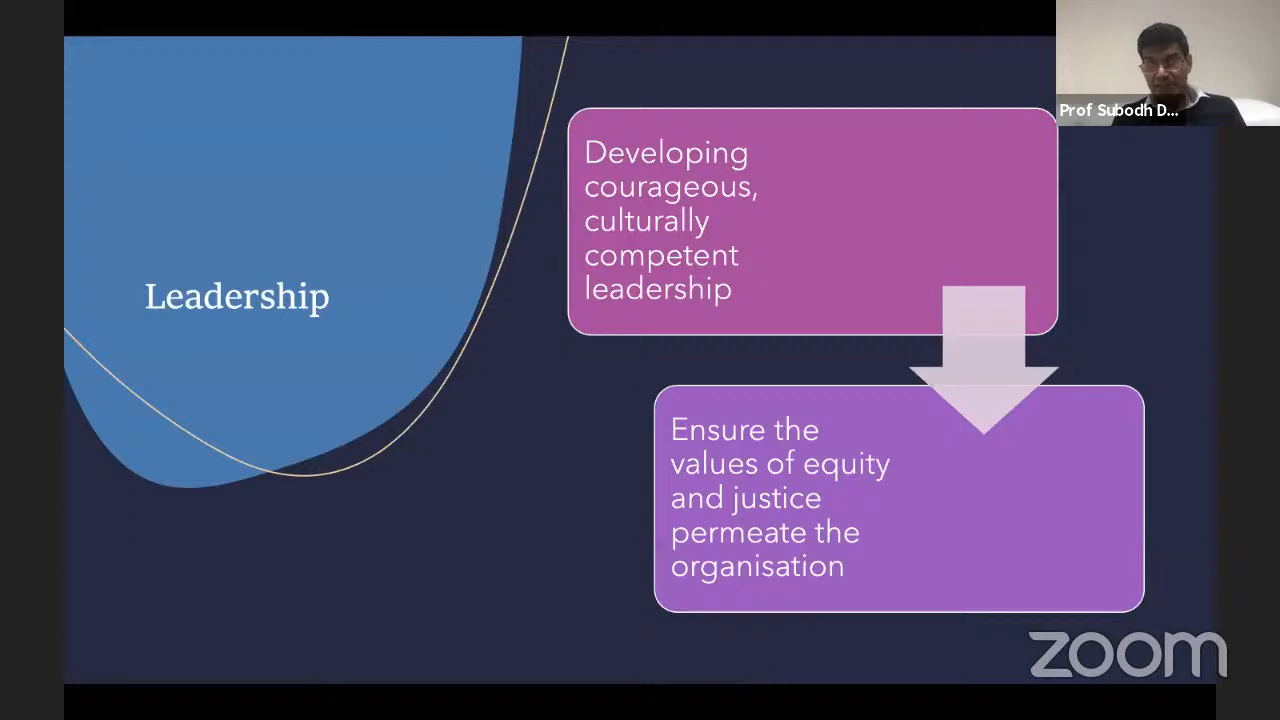 Prof Subodh D...
Leadership
Developing
courageous,
culturally
competent
leadership
Ensure the
values of equity
and justice
permeate the
organisation
zoom